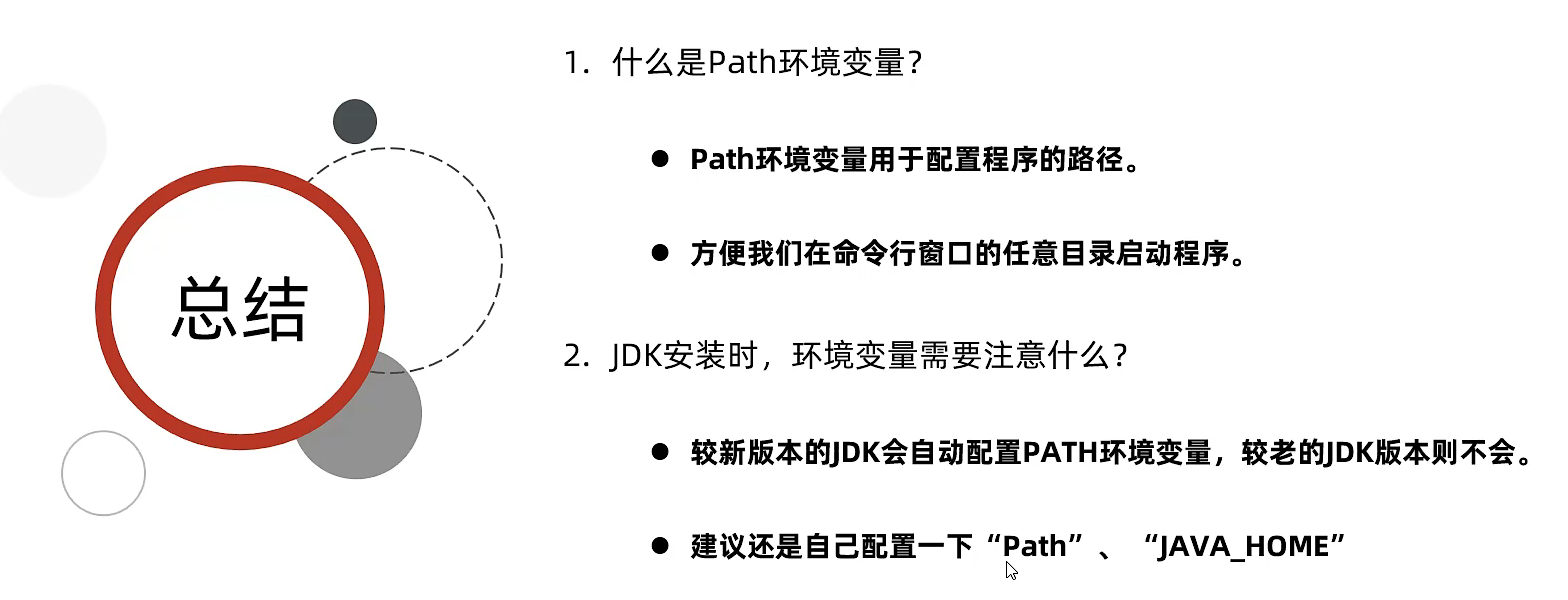 总结
1. 什么是Path环境变量?
● Path环境变量用于配置程序的路径。
● 方便我们在命令行窗口的任意目录启动程序。
2. JDK安装时，环境变量需要注意什么?
● 较新版本的JDK会自动配置PATH环境变量，较老的JDK版本则不会。
● 建议还是自己配置一下“Path”、“JAVA_HOME”